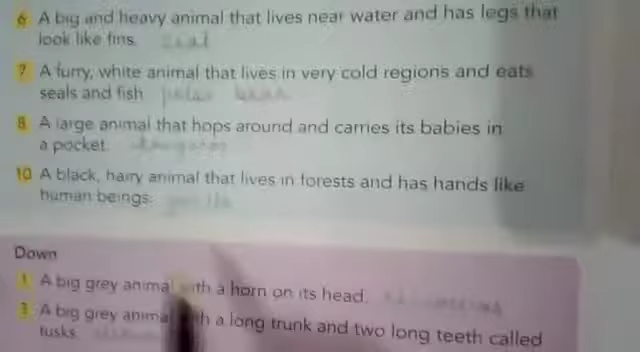 6 A big and heavy animal that lives near water and has legs that
look like fins. seal
7 A furry, white animal that lives in very cold regions and eats
seals and fish polar bear
8 A large animal that hops around and carries its babies in
a pocket.
10 A black, hairy animal that lives in forests and has hands like
human beings.
Down
1 A big grey animal with a horn on its head.
3 A big grey animal with a long trunk and two long teeth called
tusks